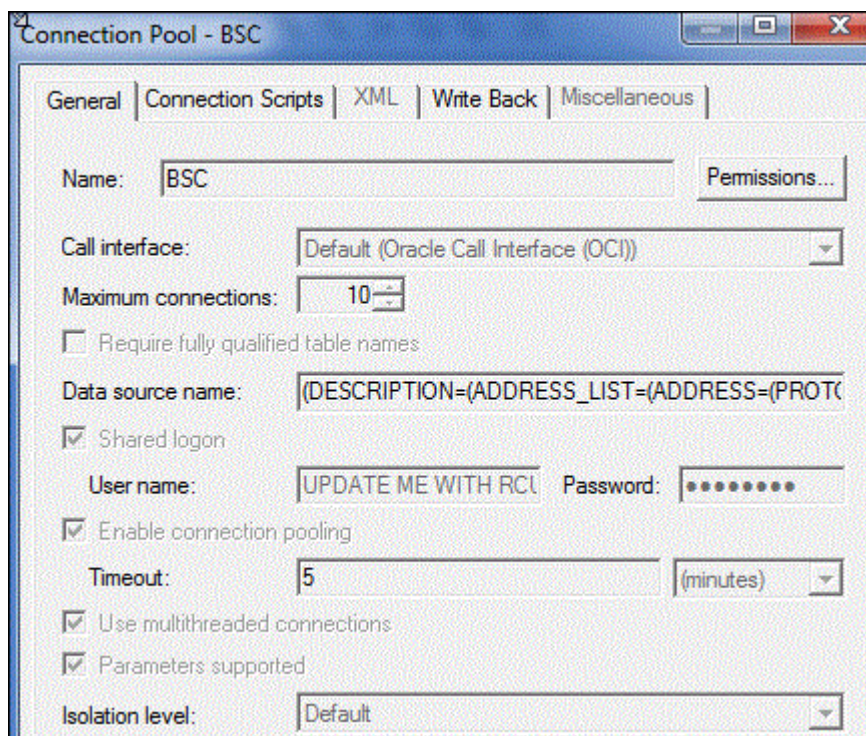 Connection Pool - BSC
General Connection Scripts XML Write Back Miscellaneous
Name: BSC Permissions...
Call interface: Default (Oracle Call Interface (OCI))
Maximum connections: 10
Require fully qualified table names
Data source name: (DESCRIPTION=(ADDRESS_LIST=(ADDRESS=(PROTO
Shared logon
User name: UPDATE ME WITH RCU Password: ●●●●●●●●
Enable connection pooling
Timeout: 5 (minutes)
Use multithreaded connections
Parameters supported
Isolation level: Default